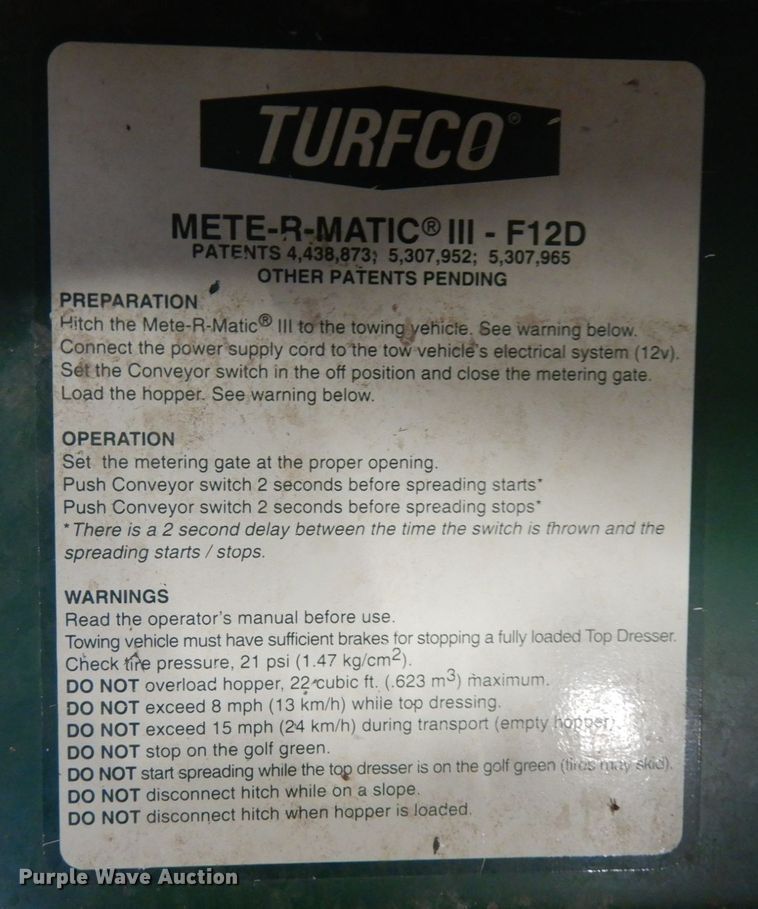 TURFCO®
METE-R-MATIC® III - F12D
PATENTS 4,438,873; 5,307,952; 5,307,965
OTHER PATENTS PENDING
PREPARATION
Hitch the Mete-R-Matic® III to the towing vehicle. See warning below.
Connect the power supply cord to the tow vehicle's electrical system (12v).
Set the Conveyor switch in the off position and close the metering gate.
Load the hopper. See warning below.
OPERATION
Set the metering gate at the proper opening.
Push Conveyor switch 2 seconds before spreading starts*
Push Conveyor switch 2 seconds before spreading stops*
*There is a 2 second delay between the time the switch is thrown and the
spreading starts / stops.
WARNINGS
Read the operator's manual before use.
Towing vehicle must have sufficient brakes for stopping a fully loaded Top Dresser.
Check tire pressure, 21 psi (1.47 kg/cm2).
DO NOT overload hopper, 22 cubic ft. (.623 m3) maximum.
DO NOT exceed 8 mph (13 km/h) while top dressing.
DO NOT exceed 15 mph (24 km/h) during transport (empty hopper)
DO NOT stop on the golf green.
DO NOT start spreading while the top dresser is on the golf green (tires may skid).
DO NOT disconnect hitch while on a slope.
DO NOT disconnect hitch when hopper is loaded.
Purple Wave Auction